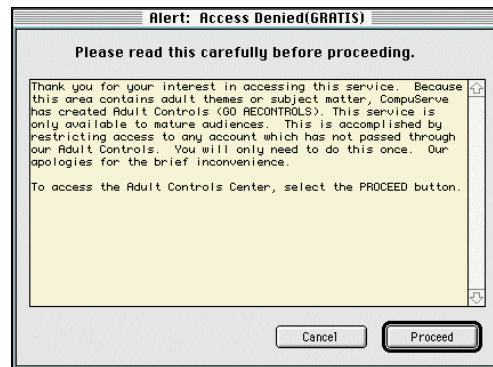 Alert: Access Denied(GRATIS)
Please read this carefully before proceeding.
Thank you for your interest in accessing this service. Because
this area contains adult themes or subject matter, CompuServe
has created Adult Controls (GO AECONTROLS). This service is
only available to mature audiences. This is accomplished by
restricting access to any account which has not passed through
our Adult Controls. You will only need to do this once. Our
apologies for the brief inconvenience.
To access the Adult Controls Center, select the PROCEED button.
Cancel
Proceed